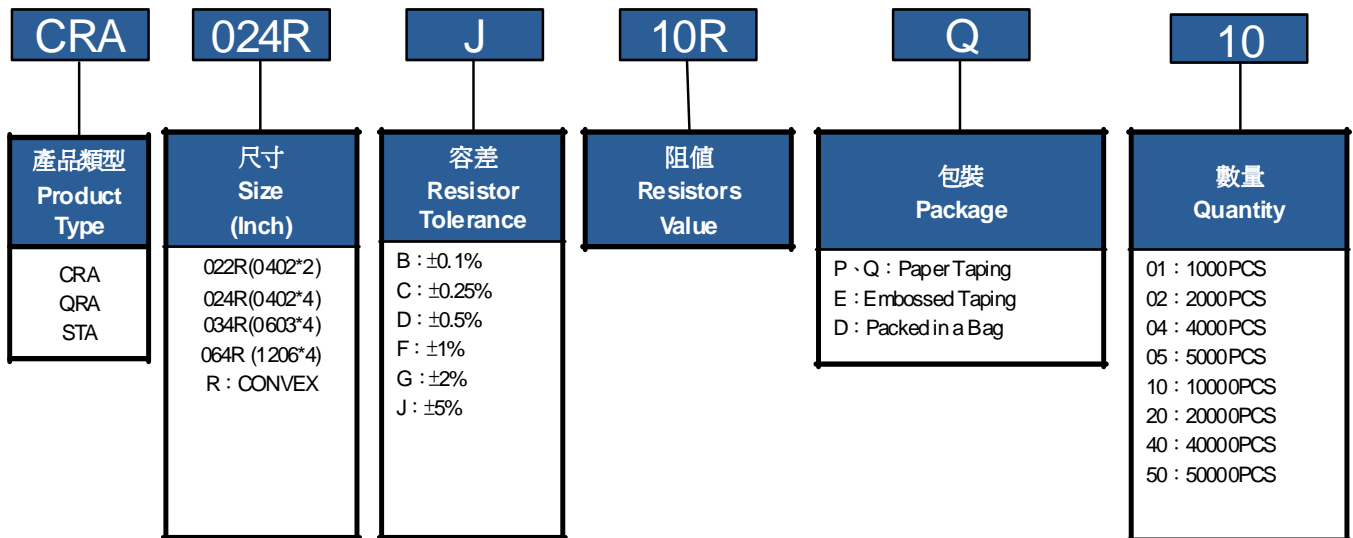 CRA
024R
J
10R
Q
10
產品類型
Product
Type
CRA
QRA
STA
尺寸
Size
(Inch)
022R(0402*2)
024R(0402*4)
034R(0603*4)
064R (1206*4)
R：CONVEX
容差
Resistor
Tolerance
B：±0.1%
C：±0.25%
D：±0.5%
F：±1%
G：±2%
J：±5%
阻值
Resistors
Value
包裝
Package
P、Q：Paper Taping
E：Embossed Taping
D：Packed in a Bag
數量
Quantity
01：1000PCS
02：2000PCS
04：4000PCS
05：5000PCS
10：10000PCS
20：20000PCS
40：40000PCS
50：50000PCS